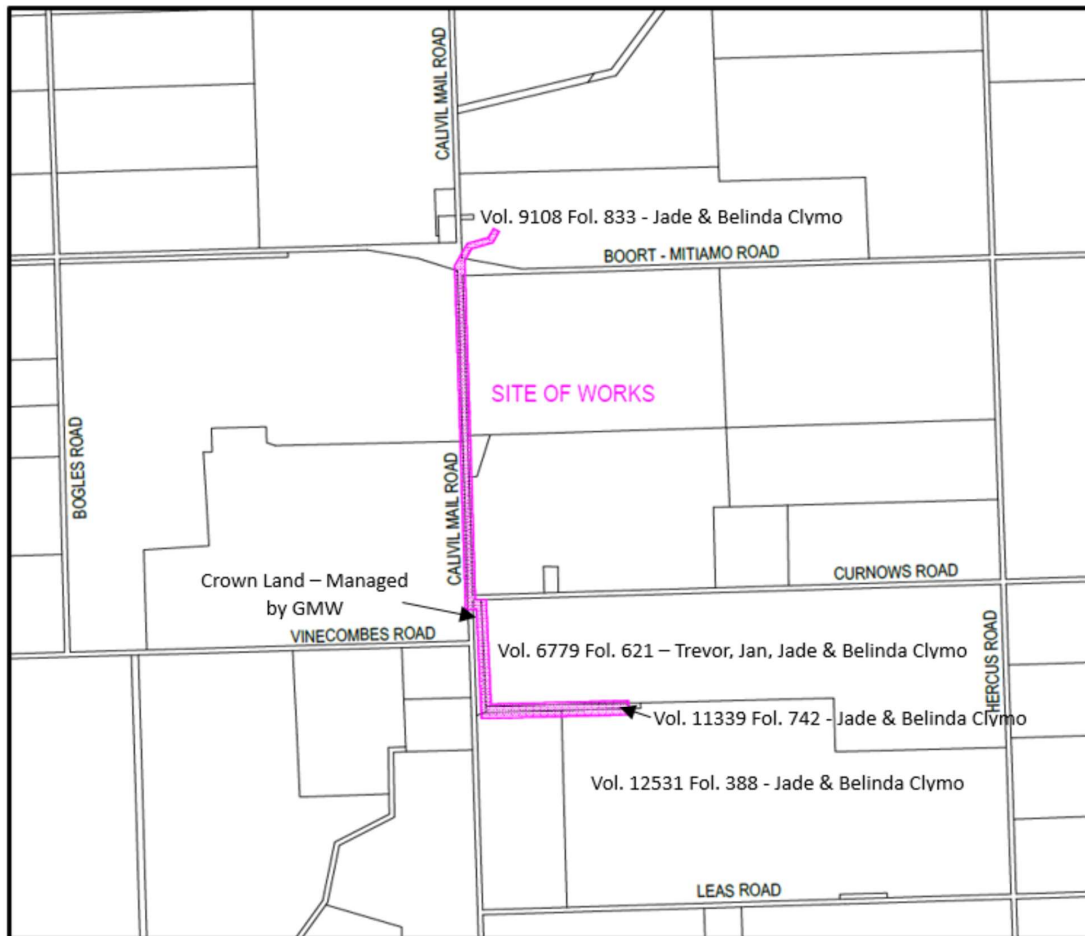 CALIVIL MAIL ROAD
Vol. 9108 Fol. 833 - Jade & Belinda Clymo
BOORT - MITIAMO ROAD
SITE OF WORKS
BOGLES ROAD
CALIVIL MAIL ROAD
Crown Land – Managed
by GMW
CURNOWS ROAD
VINECOMBES ROAD
HERCUS ROAD
Vol. 6779 Fol. 621 – Trevor, Jan, Jade & Belinda Clymo
Vol. 11339 Fol. 742 - Jade & Belinda Clymo
Vol. 12531 Fol. 388 - Jade & Belinda Clymo
LEAS ROAD